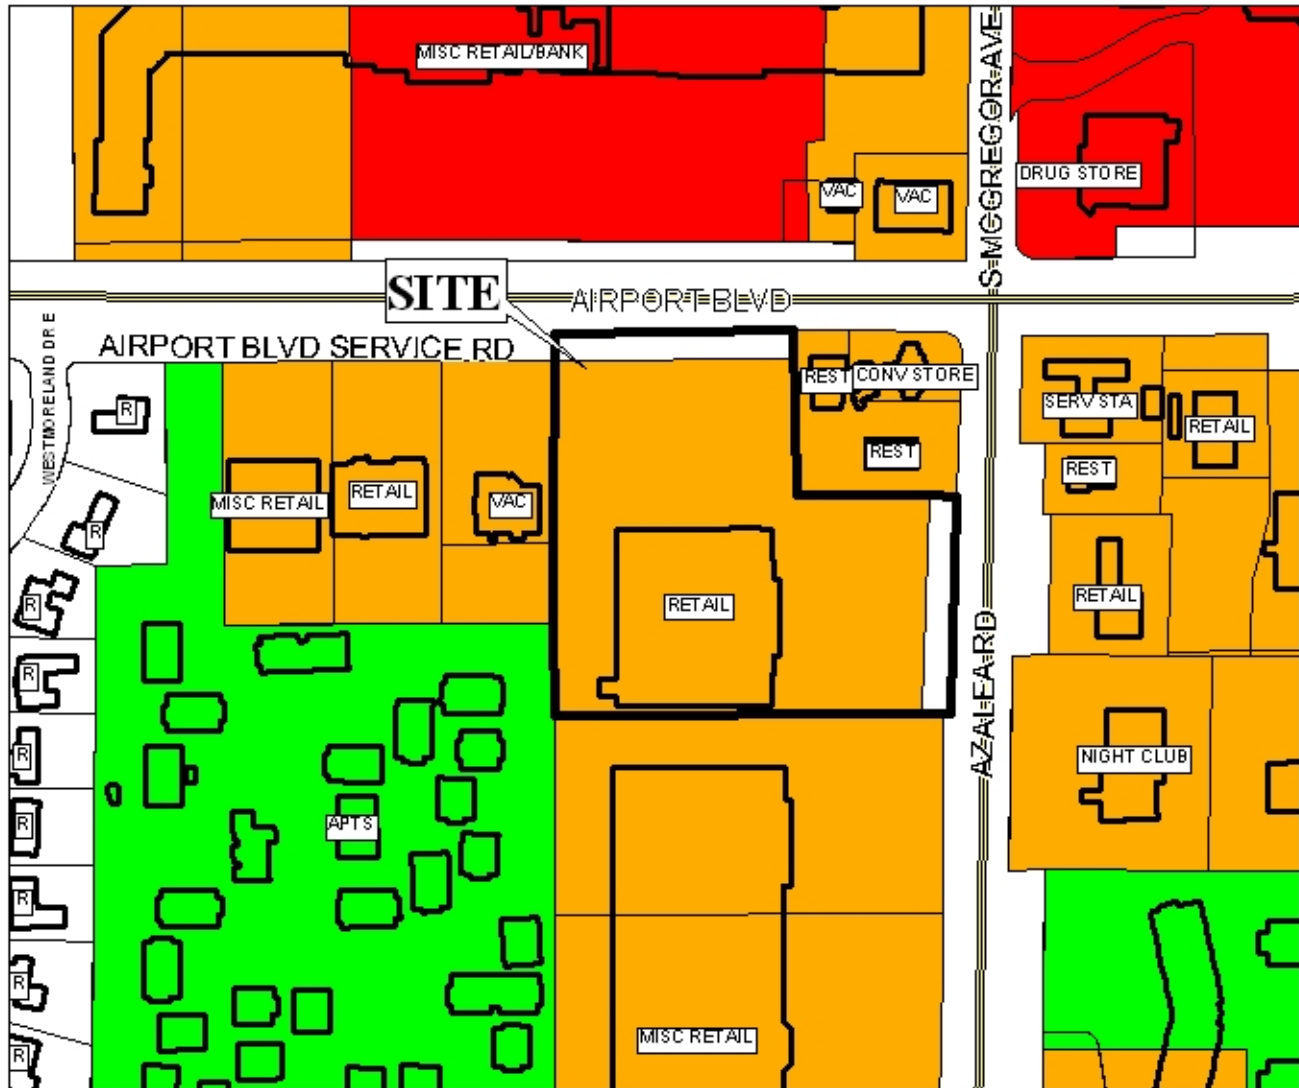 MISC RETAIL/BANK
S MCGREGOR AVE
DRUG STORE
VAC
VAC
SITE
AIRPORT BLVD
AIRPORT BLVD SERVICE RD
WESTMORELAND DR E
R
REST
CONV STORE
SERV STA
RETAIL
REST
REST
MISC RETAIL
RETAIL
VAC
R
R
RETAIL
RETAIL
AZALEA RD
R
R
NIGHT CLUB
R
APTS
R
R
MISC RETAIL
R